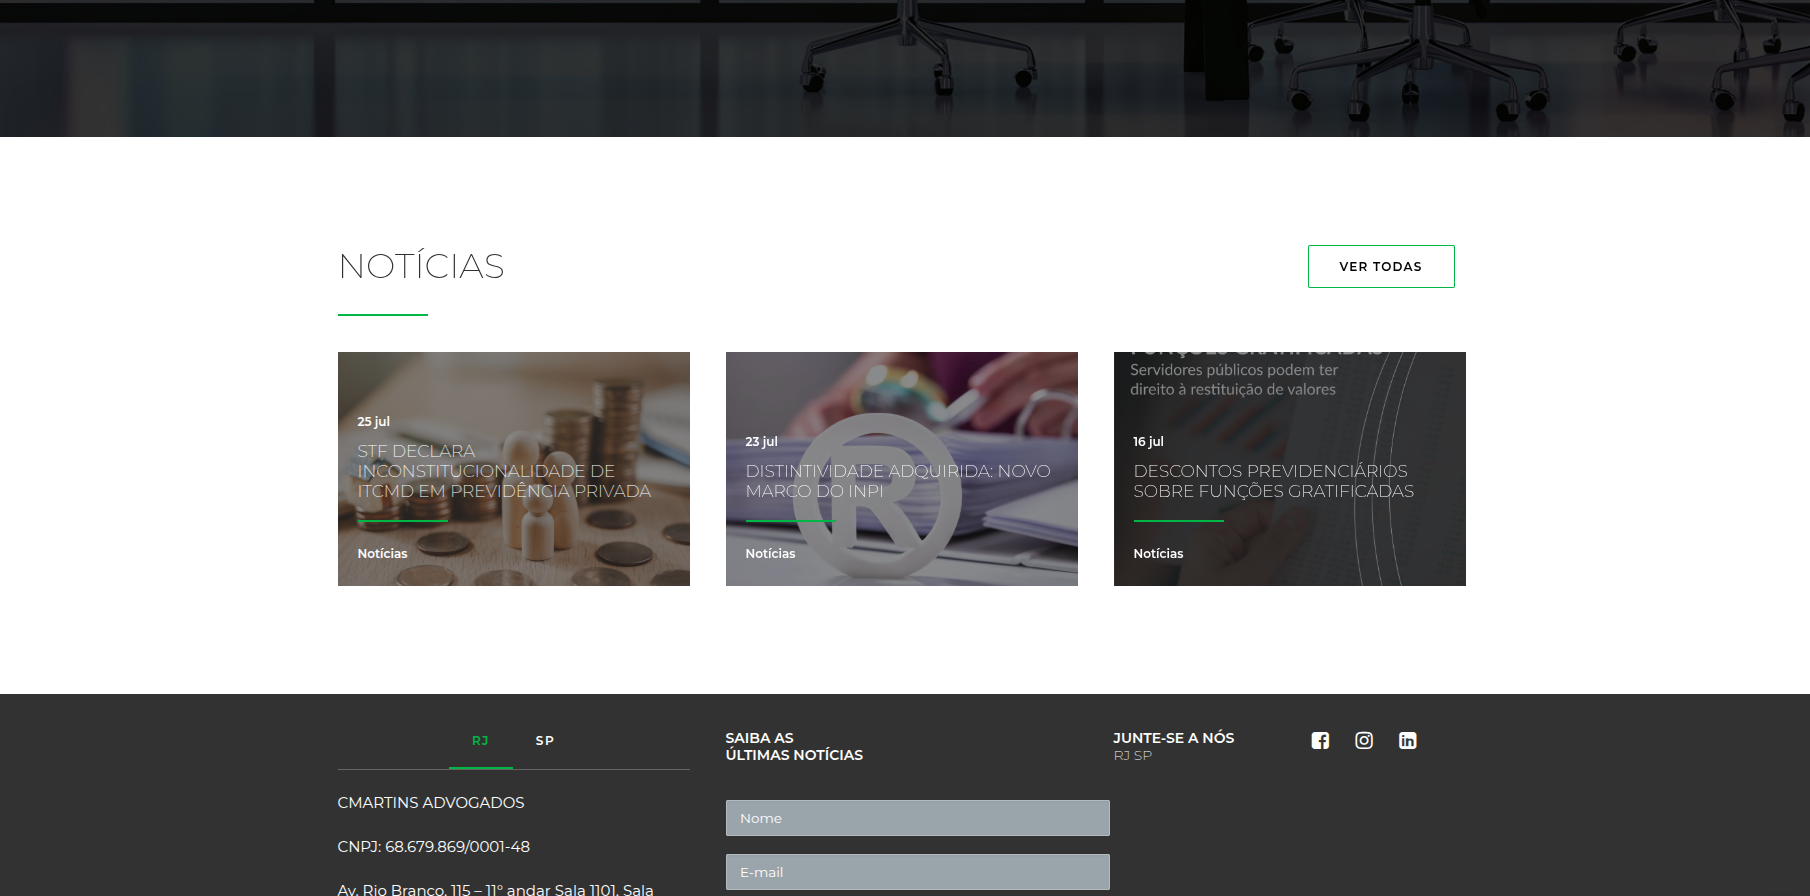 NOTÍCIAS
VER TODAS
25 jul
STF DECLARA
INCONSTITUCIONALIDADE DE
ITCMD EM PREVIDÊNCIA PRIVADA
Notícias
23 jul
DISTINTIVIDADE ADQUIRIDA: NOVO
MARCO DO INPI
Notícias
FUNÇÕES GRATIFICADAS
Servidores públicos podem ter
direito à restituição de valores
16 jul
DESCONTOS PREVIDENCIÁRIOS
SOBRE FUNÇÕES GRATIFICADAS
Notícias
RJ
SP
CMARTINS ADVOGADOS
CNPJ: 68.679.869/0001-48
Av. Rio Branco, 115 – 11º andar Sala 1101, Sala
SAIBA AS
ÚLTIMAS NOTÍCIAS
Nome
E-mail
JUNTE-SE A NÓS
RJ SP